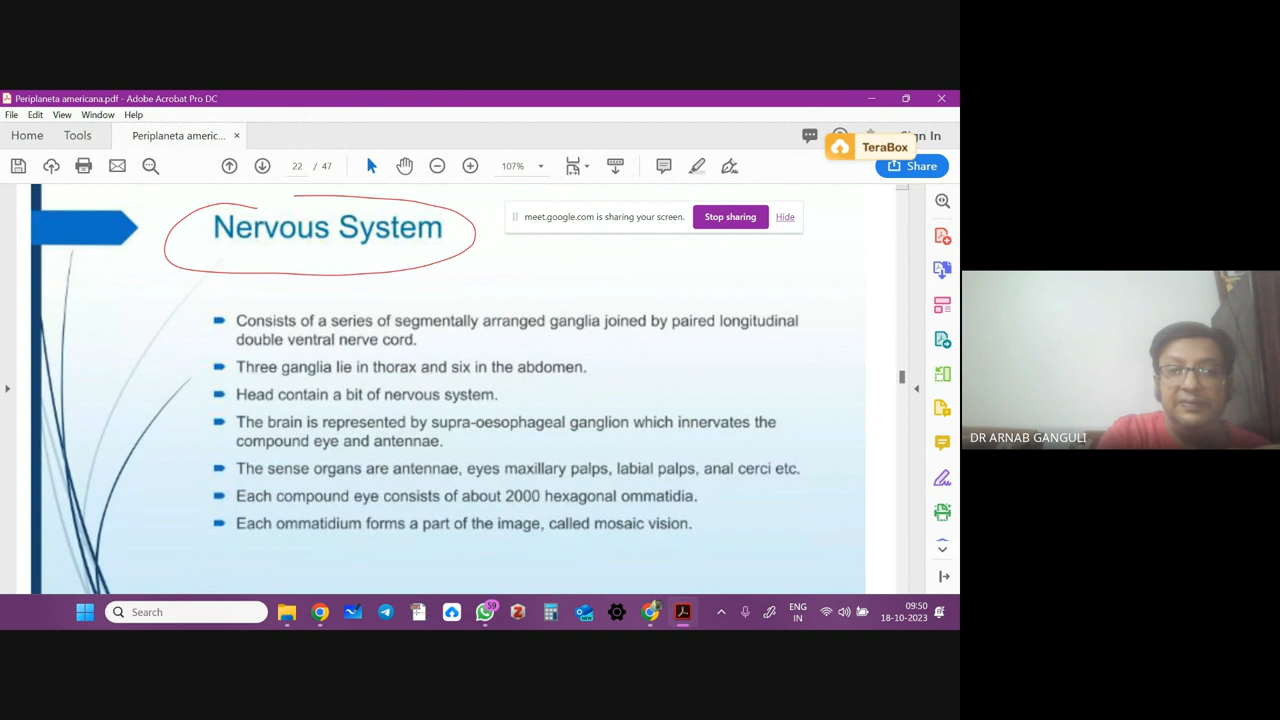 Periplaneta americana.pdf - Adobe Acrobat Pro DC
File Edit View Window Help
Home Tools Periplaneta americ... × Sign In
TeraBox
22 / 47 107% Share
Nervous System
meet.google.com is sharing your screen. Stop sharing Hide
Consists of a series of segmentally arranged ganglia joined by paired longitudinal
double ventral nerve cord.
Three ganglia lie in thorax and six in the abdomen.
Head contain a bit of nervous system.
The brain is represented by supra-oesophageal ganglion which innervates the
compound eye and antennae.
The sense organs are antennae, eyes maxillary palps, labial palps, anal cerci etc.
Each compound eye consists of about 2000 hexagonal ommatidia.
Each ommatidium forms a part of the image, called mosaic vision.
DR ARNAB GANGULI
Search 59 ENG 09:50
IN 18-10-2023